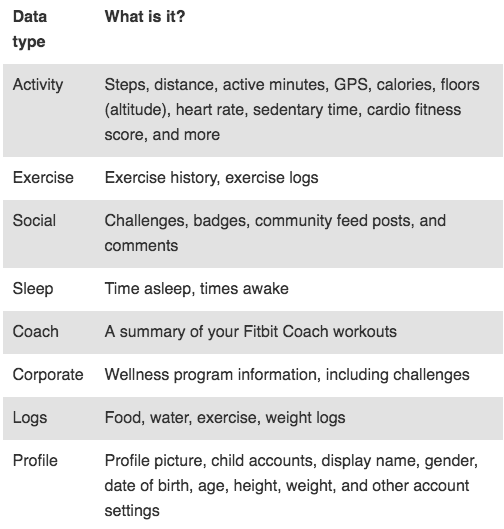 Data type What is it?
Activity Steps, distance, active minutes, GPS, calories, floors
(altitude), heart rate, sedentary time, cardio fitness
score, and more
Exercise Exercise history, exercise logs
Social Challenges, badges, community feed posts, and
comments
Sleep Time asleep, times awake
Coach A summary of your Fitbit Coach workouts
Corporate Wellness program information, including challenges
Logs Food, water, exercise, weight logs
Profile Profile picture, child accounts, display name, gender,
date of birth, age, height, weight, and other account
settings